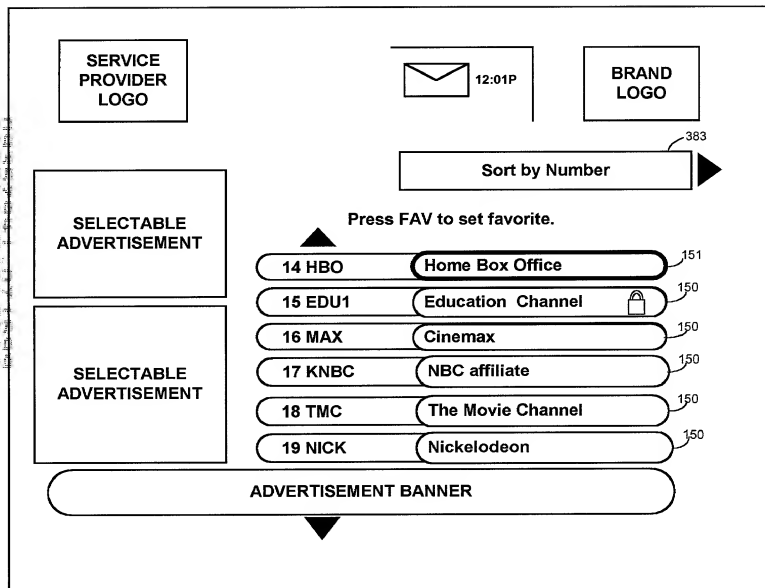 SERVICE
PROVIDER
LOGO
12:01P
BRAND
LOGO
383
Sort by Number
SELECTABLE
ADVERTISEMENT
Press FAV to set favorite.
14 HBO Home Box Office 151
15 EDU1 Education Channel 150
16 MAX Cinemax 150
17 KNBC NBC affiliate 150
18 TMC The Movie Channel 150
19 NICK Nickelodeon 150
SELECTABLE
ADVERTISEMENT
ADVERTISEMENT BANNER